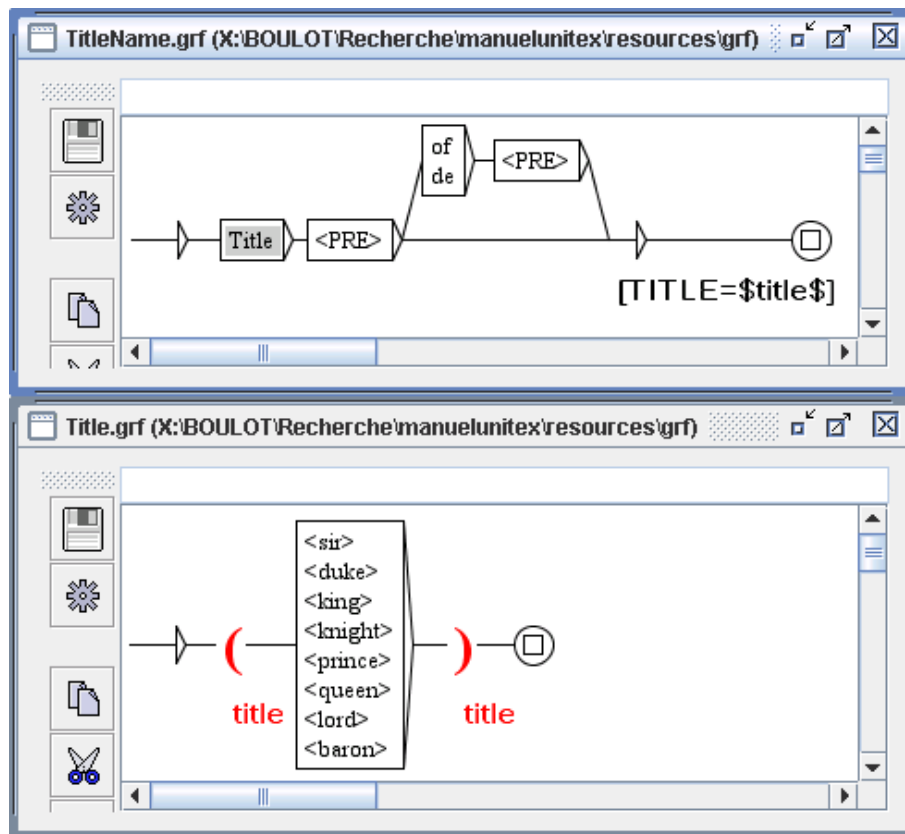 TitleName.grf (X:\BOULOT\Recherche\manuelunitex\resources\grf)
of
de
<PRE>
Title
<PRE>
[TITLE=$title$]
Title.grf (X:\BOULOT\Recherche\manuelunitex\resources\grf)
<sir>
<duke>
<king>
<knight>
<prince>
<queen>
<lord>
<baron>
( )
title title